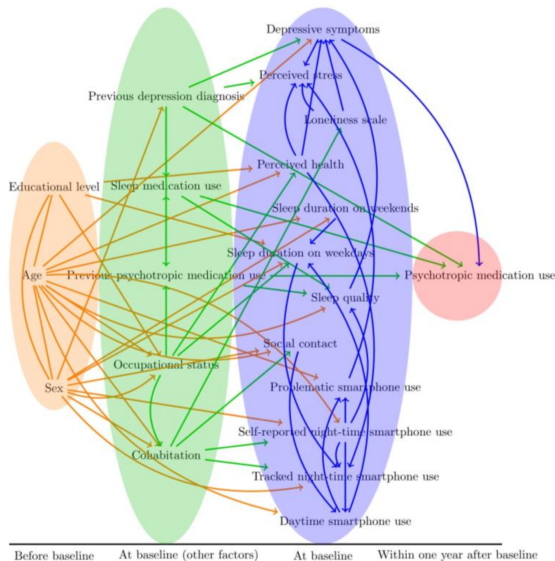 Depressive symptoms
Perceived stress
Previous depression diagnosis
Loneliness scale
Perceived health
Educational level
Sleep medication use
Sleep duration on weekends
Sleep duration on weekdays
Age
Previous psychotropic medication use
Psychotropic medication use
Sleep quality
Social contact
Occupational status
Sex
Problematic smartphone use
Self-reported night-time smartphone use
Cohabitation
Tracked night-time smartphone use
Daytime smartphone use
Before baseline
At baseline (other factors)
At baseline
Within one year after baseline